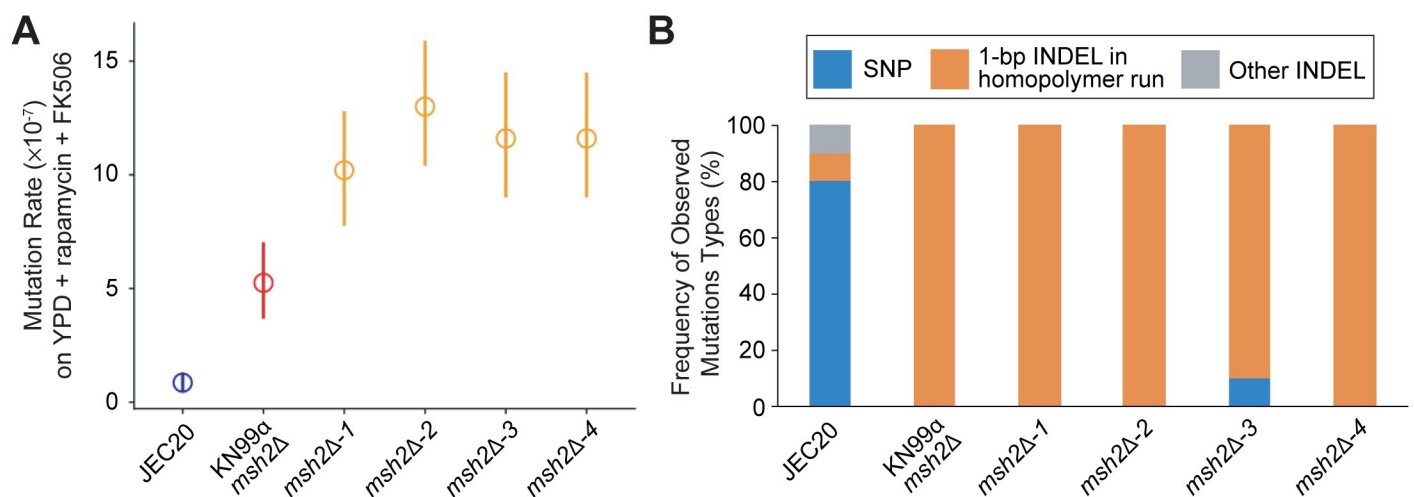 A
Mutation Rate (×10⁻⁷)
on YPD + rapamycin + FK506
15
10
5
0
JEC20
KN99α
msh2Δ
msh2Δ-1
msh2Δ-2
msh2Δ-3
msh2Δ-4
B
SNP
1-bp INDEL in
homopolymer run
Other INDEL
Frequency of Observed
Mutations Types (%)
100
80
60
40
20
0
JEC20
KN99α
msh2Δ
msh2Δ-1
msh2Δ-2
msh2Δ-3
msh2Δ-4